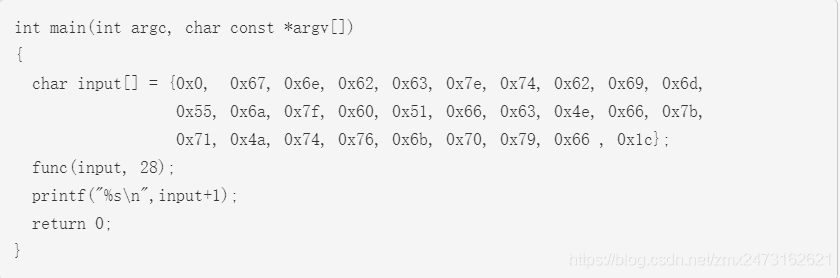 int main(int argc, char const *argv[])
{
  char input[] = {0x0,  0x67, 0x6e, 0x62, 0x63, 0x7e, 0x74, 0x62, 0x69, 0x6d,
                  0x55, 0x6a, 0x7f, 0x60, 0x51, 0x66, 0x63, 0x4e, 0x66, 0x7b,
                  0x71, 0x4a, 0x74, 0x76, 0x6b, 0x70, 0x79, 0x66 , 0x1c};
  func(input, 28);
  printf("%s\n",input+1);
  return 0;
}
https://blog.csdn.net/zmx2473162621